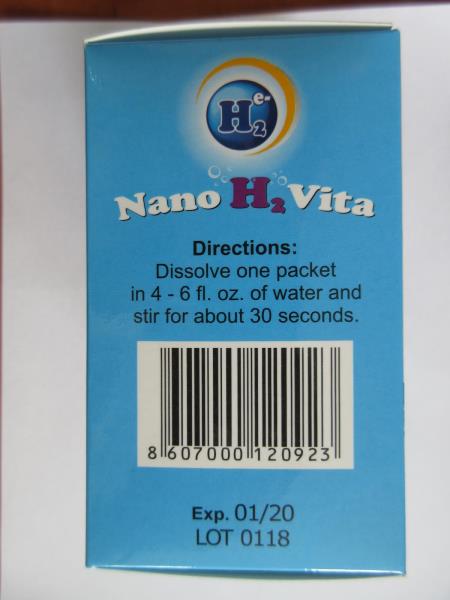 H2 e-
Nano H2 Vita
Directions:
Dissolve one packet
in 4 - 6 fl. oz. of water and
stir for about 30 seconds.
8 607000 120923
Exp. 01/20
LOT 0118